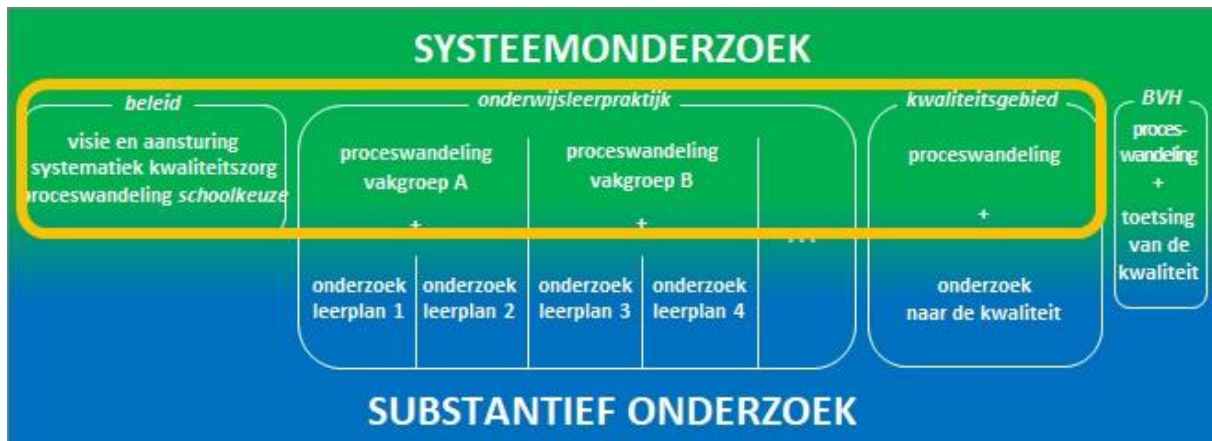 SYSTEEMONDERZOEK
beleid
visie en aansturing
systematiek kwaliteitszorg
proceswandeling schoolkeuze
onderwijsleerpraktijk
proceswandeling
vakgroep A
+
onderzoek
leerplan 1
onderzoek
leerplan 2
proceswandeling
vakgroep B
+
onderzoek
leerplan 3
onderzoek
leerplan 4
...
kwaliteitsgebied
proceswandeling
+
onderzoek
naar de kwaliteit
BVH
proces-
wandeling
+
toetsing
van de
kwaliteit
SUBSTANTIEF ONDERZOEK